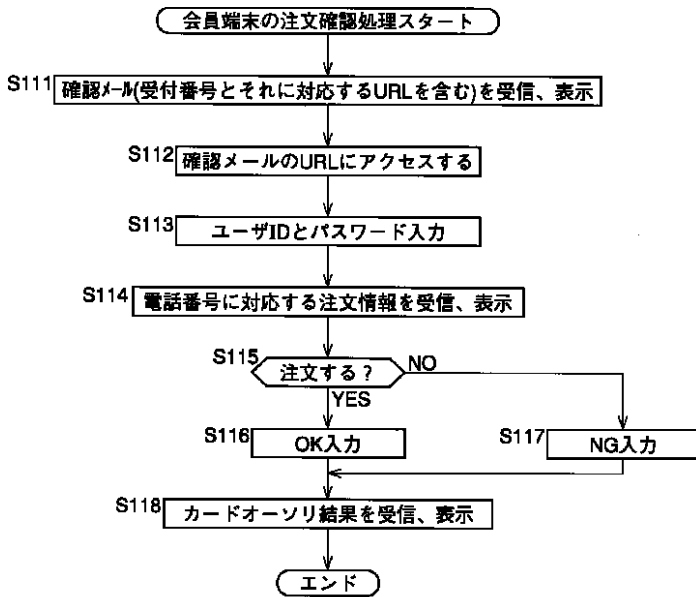 会員端末の注文確認処理スタート
S111 確認メール(受付番号とそれに対応するURLを含む)を受信、表示
S112 確認メールのURLにアクセスする
S113 ユーザIDとパスワード入力
S114 電話番号に対応する注文情報を受信、表示
S115 注文する? NO
YES
S116 OK入力 S117 NG入力
S118 カードオーソリ結果を受信、表示
エンド